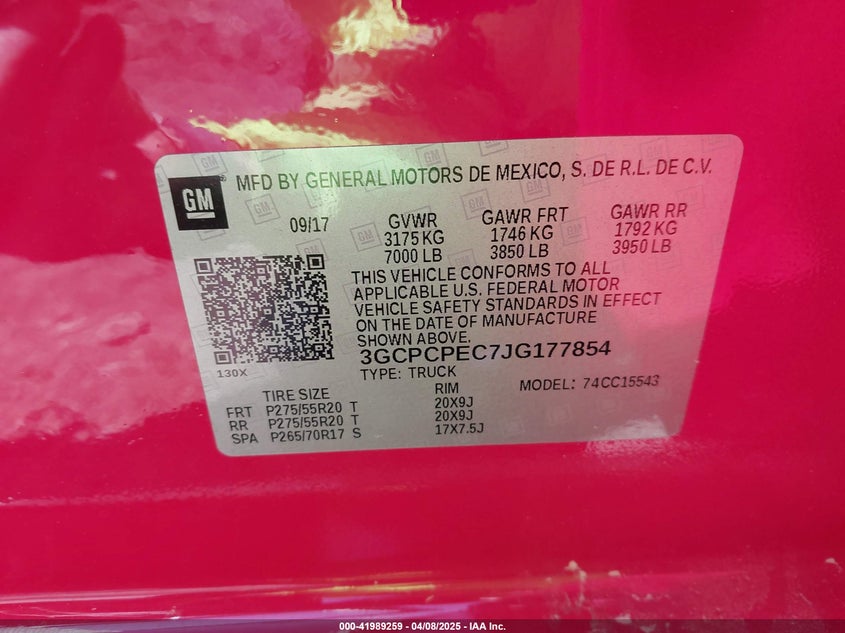 GM
MFD BY GENERAL MOTORS DE MEXICO, S. DE R.L. DE C.V.
09/17 GVWR GAWR FRT GAWR RR
3175 KG 1746 KG 1792 KG
7000 LB 3850 LB 3950 LB
THIS VEHICLE CONFORMS TO ALL
APPLICABLE U.S. FEDERAL MOTOR
VEHICLE SAFETY STANDARDS IN EFFECT
ON THE DATE OF MANUFACTURE
SHOWN ABOVE.
3GCPCPEC7JG177854
130X
TYPE: TRUCK MODEL: 74CC15543
TIRE SIZE RIM
FRT P275/55R20 T 20X9J
RR P275/55R20 T 20X9J
SPA P265/70R17 S 17X7.5J
000-41989259 - 04/08/2025 - IAA Inc.